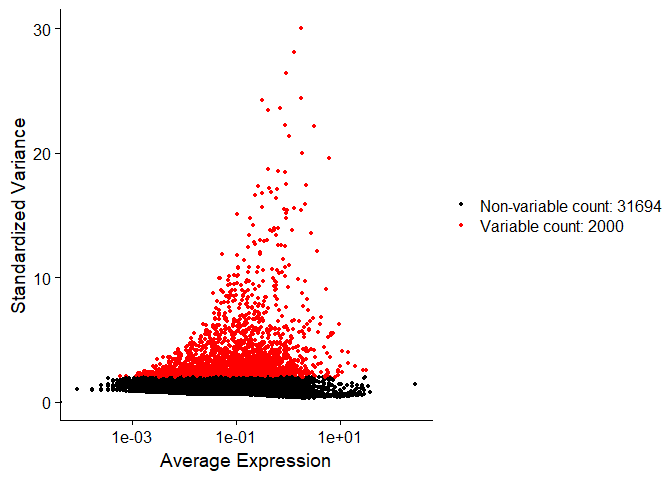 30
20
10
0
Standardized Variance
1e-03
1e-01
1e+01
Average Expression
Non-variable count: 31694
Variable count: 2000